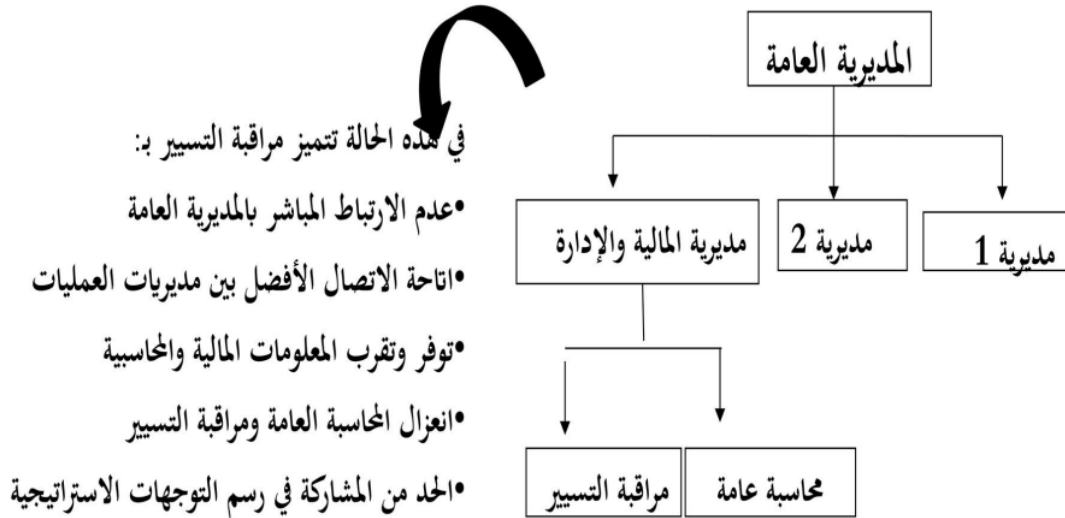 المديرية العامة
في هذه الحالة تتميز مراقبة التسيير بـ:
•عدم الارتباط المباشر بالمديرية العامة
•اتاحة الاتصال الأفضل بين مديريات العمليات
•توفر وتقرب المعلومات المالية والمحاسبية
•انعزال المحاسبة العامة ومراقبة التسيير
•الحد من المشاركة في رسم التوجهات الاستراتيجية
مديرية 1
مديرية 2
مديرية المالية والإدارة
محاسبة عامة
مراقبة التسيير